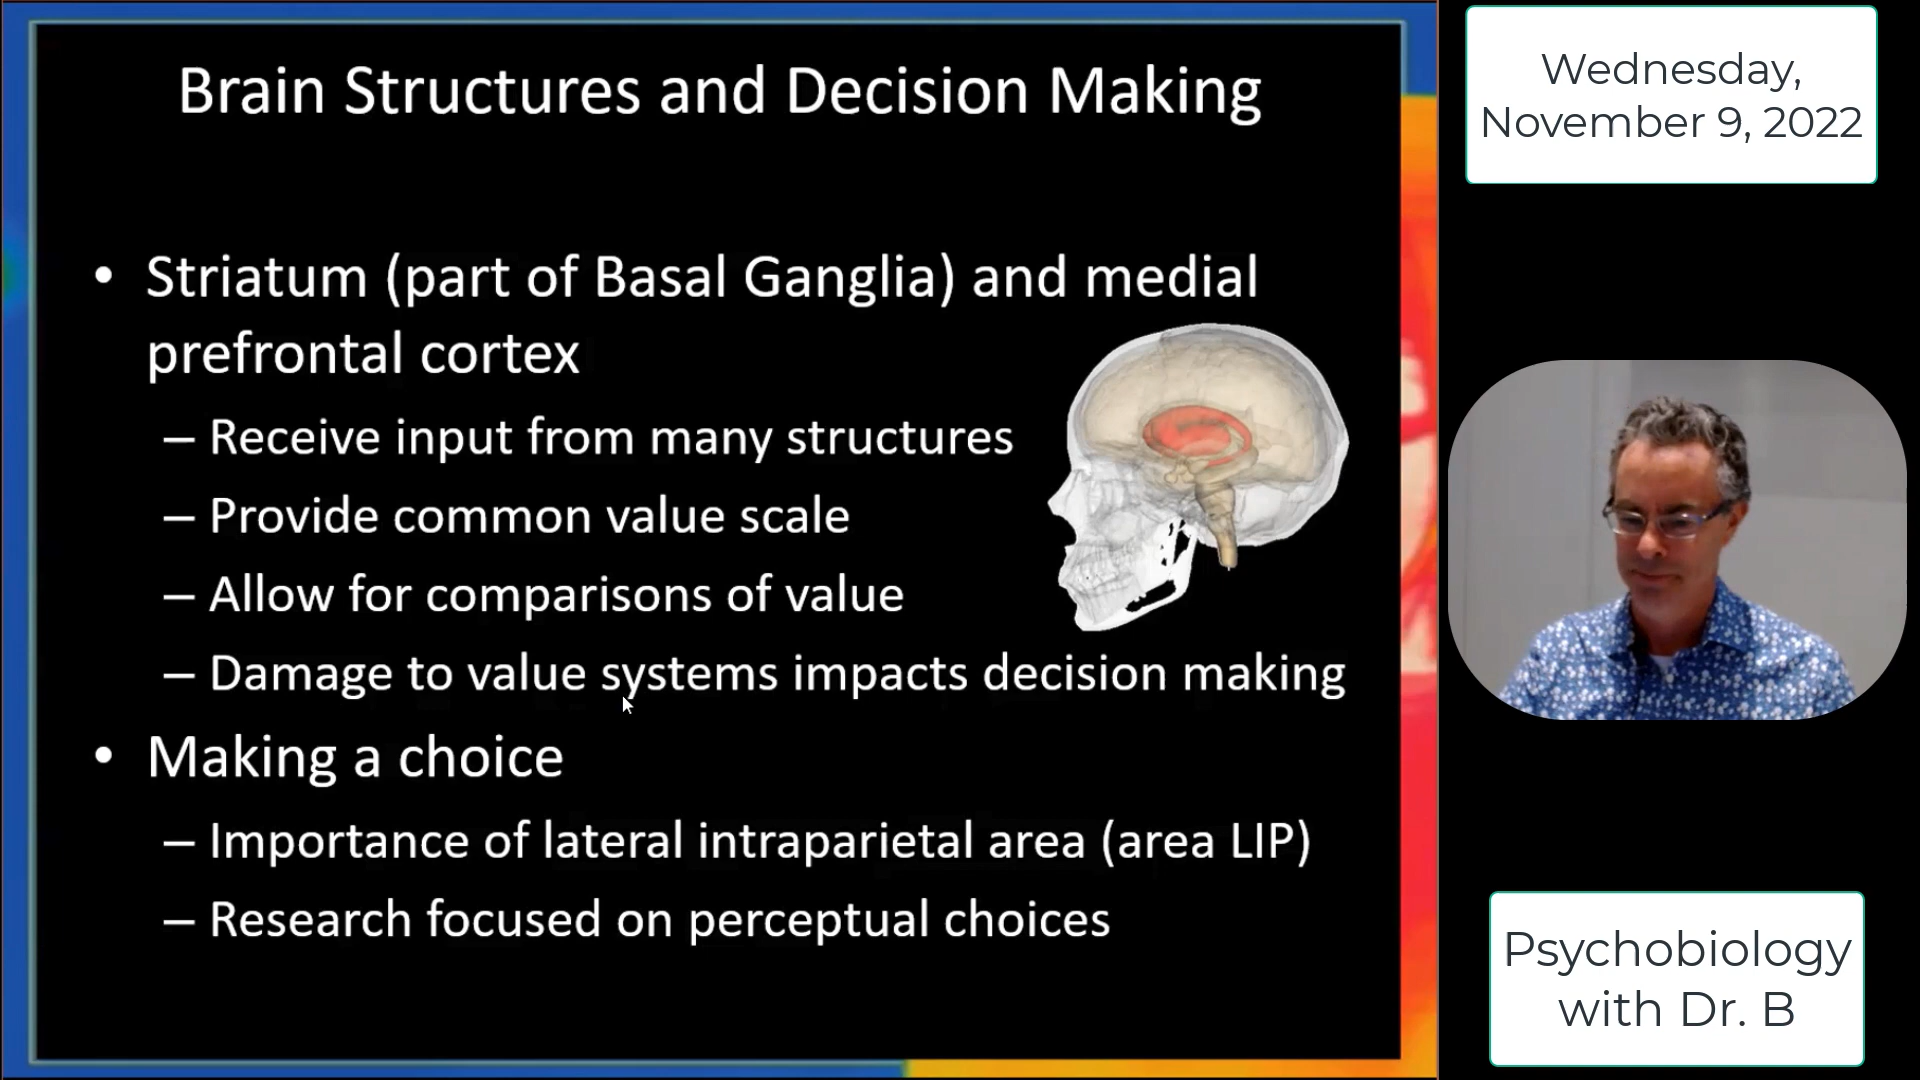 Brain Structures and Decision Making
• Striatum (part of Basal Ganglia) and medial
prefrontal cortex
– Receive input from many structures
– Provide common value scale
– Allow for comparisons of value
– Damage to value systems impacts decision making
• Making a choice
– Importance of lateral intraparietal area (area LIP)
– Research focused on perceptual choices
Wednesday,
November 9, 2022
Psychobiology
with Dr. B